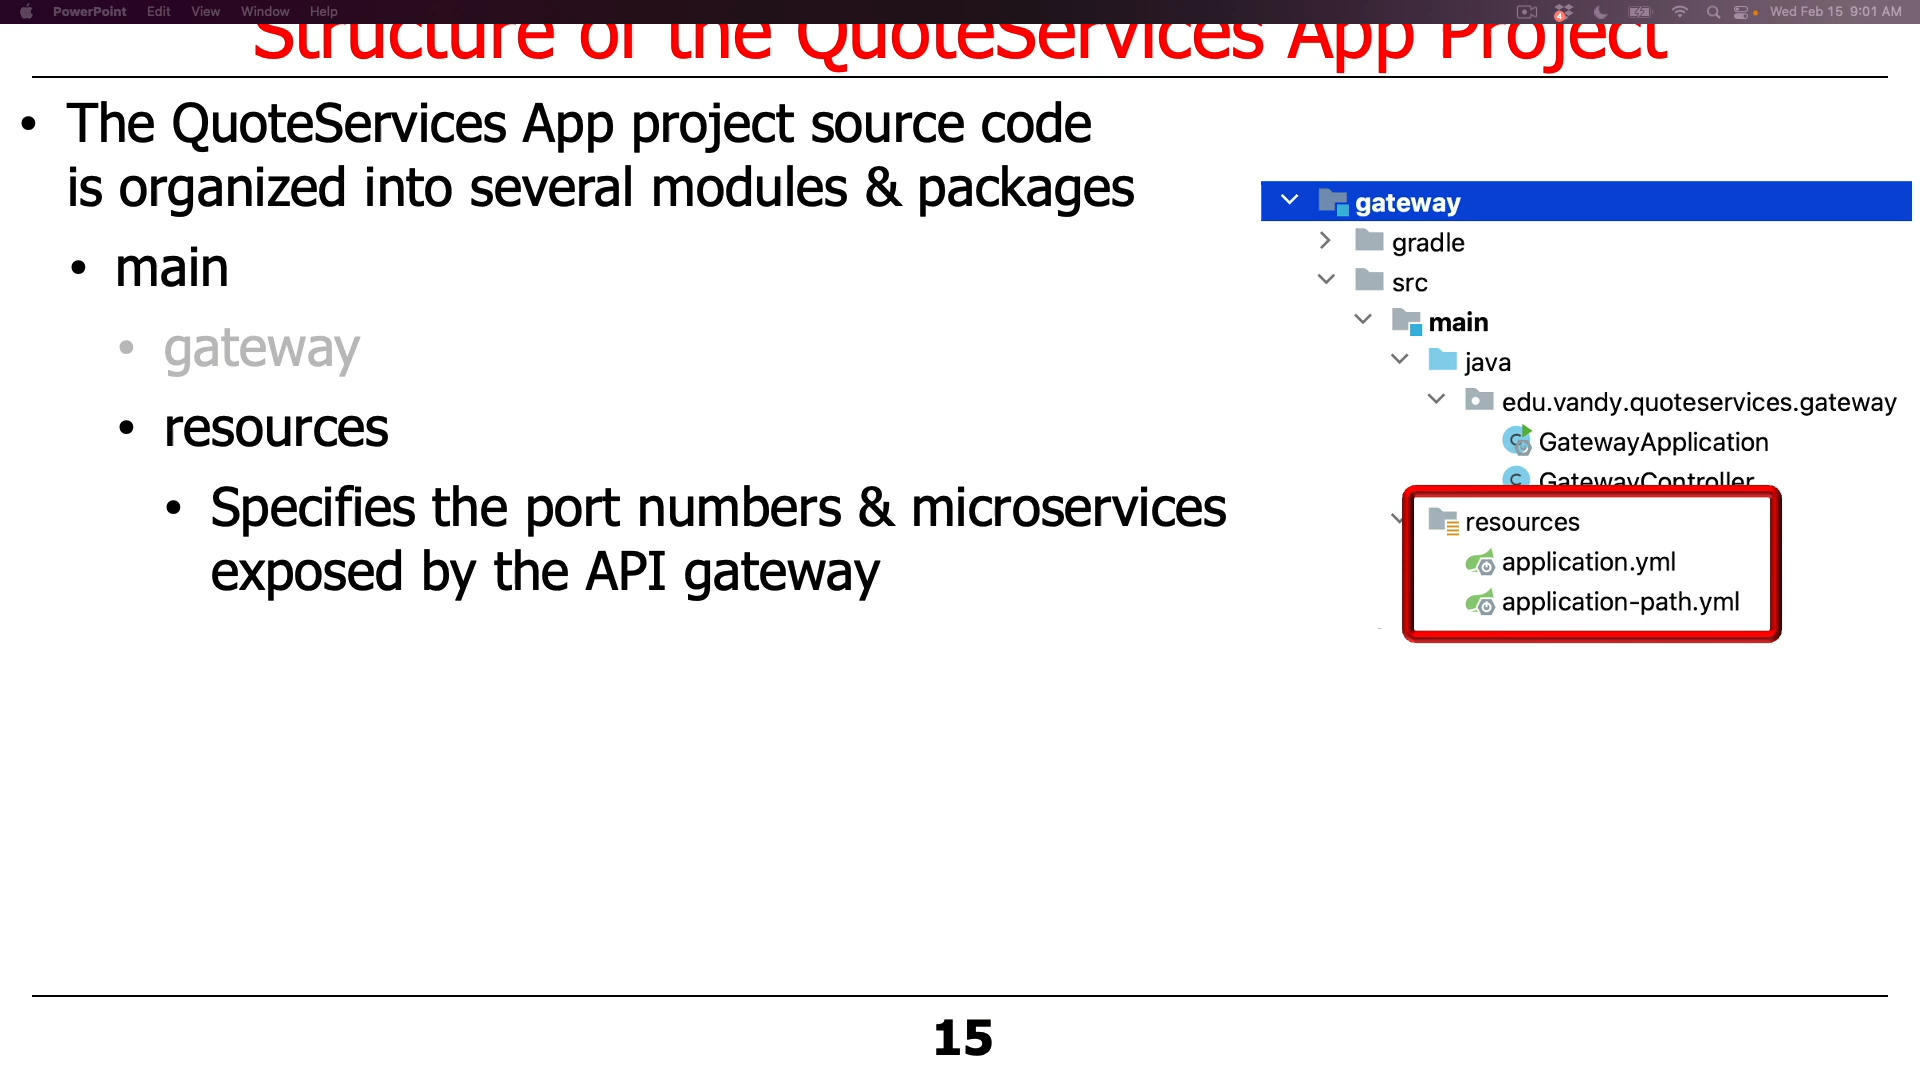 PowerPoint Edit View Window Help
4
Wed Feb 15 9:01 AM
Structure of the QuoteServices App Project
• The QuoteServices App project source code
is organized into several modules & packages
• main
• gateway
• resources
• Specifies the port numbers & microservices
exposed by the API gateway
gateway
gradle
src
main
java
edu.vandy.quoteservices.gateway
GatewayApplication
GatewayController
resources
application.yml
application-path.yml
15